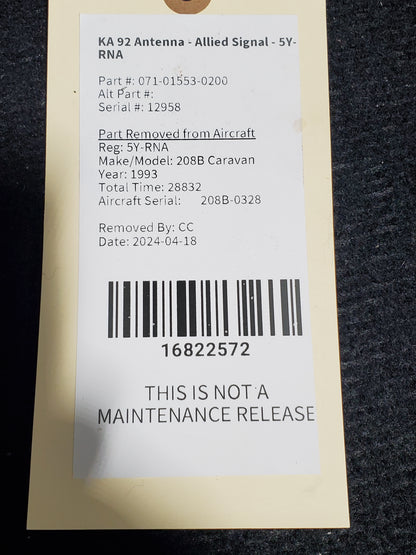 KA 92 Antenna - Allied Signal - 5Y-
RNA
Part #: 071-01553-0200
Alt Part #:
Serial #: 12958
Part Removed from Aircraft
Reg: 5Y-RNA
Make/Model: 208B Caravan
Year: 1993
Total Time: 28832
Aircraft Serial: 208B-0328
Removed By: CC
Date: 2024-04-18
16822572
THIS IS NOT A
MAINTENANCE RELEASE